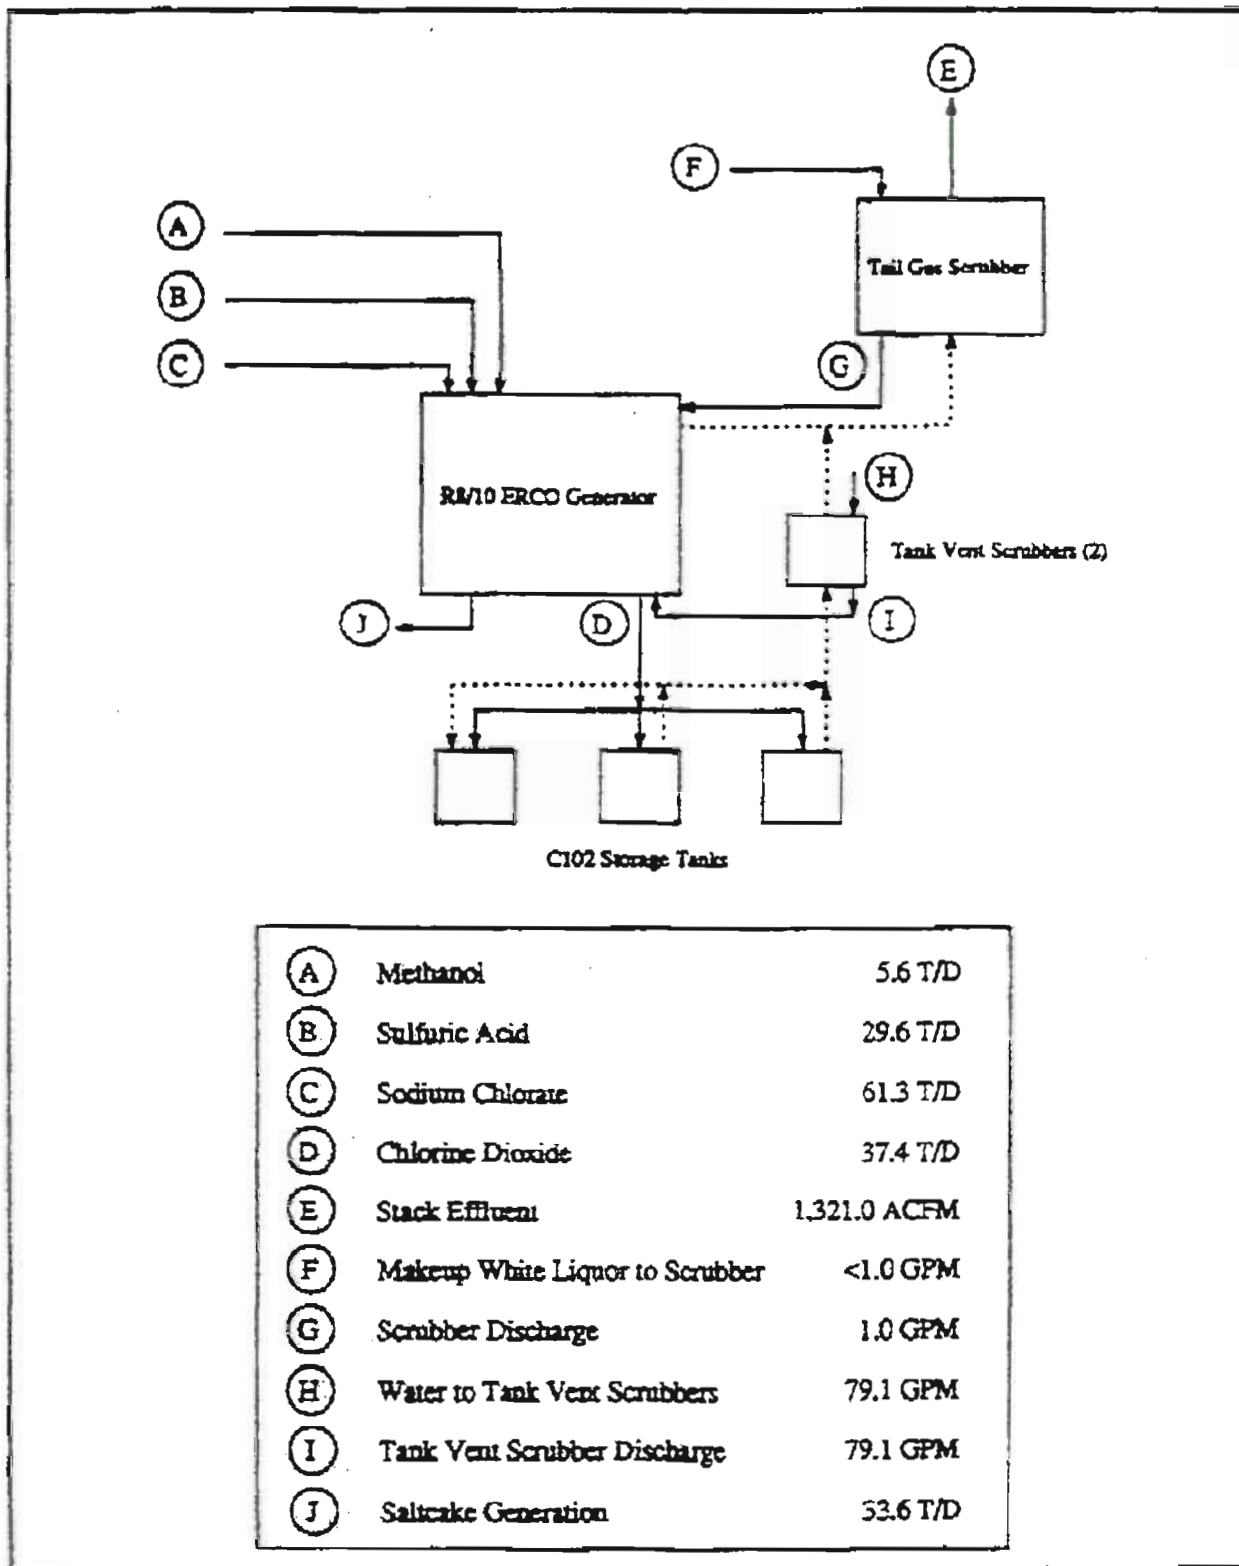 E
F
A
Tail Gas Scrubber
B
G
C
H
R8/10 ERCO Generator
Tank Vent Scrubbers (2)
J
D
I
C102 Storage Tanks
A Methanol 5.6 T/D
B Sulfuric Acid 29.6 T/D
C Sodium Chlorate 61.3 T/D
D Chlorine Dioxide 37.4 T/D
E Stack Effluent 1,321.0 ACFM
F Makeup White Liquor to Scrubber <1.0 GPM
G Scrubber Discharge 1.0 GPM
H Water to Tank Vent Scrubbers 79.1 GPM
I Tank Vent Scrubber Discharge 79.1 GPM
J Saltcake Generation 53.6 T/D